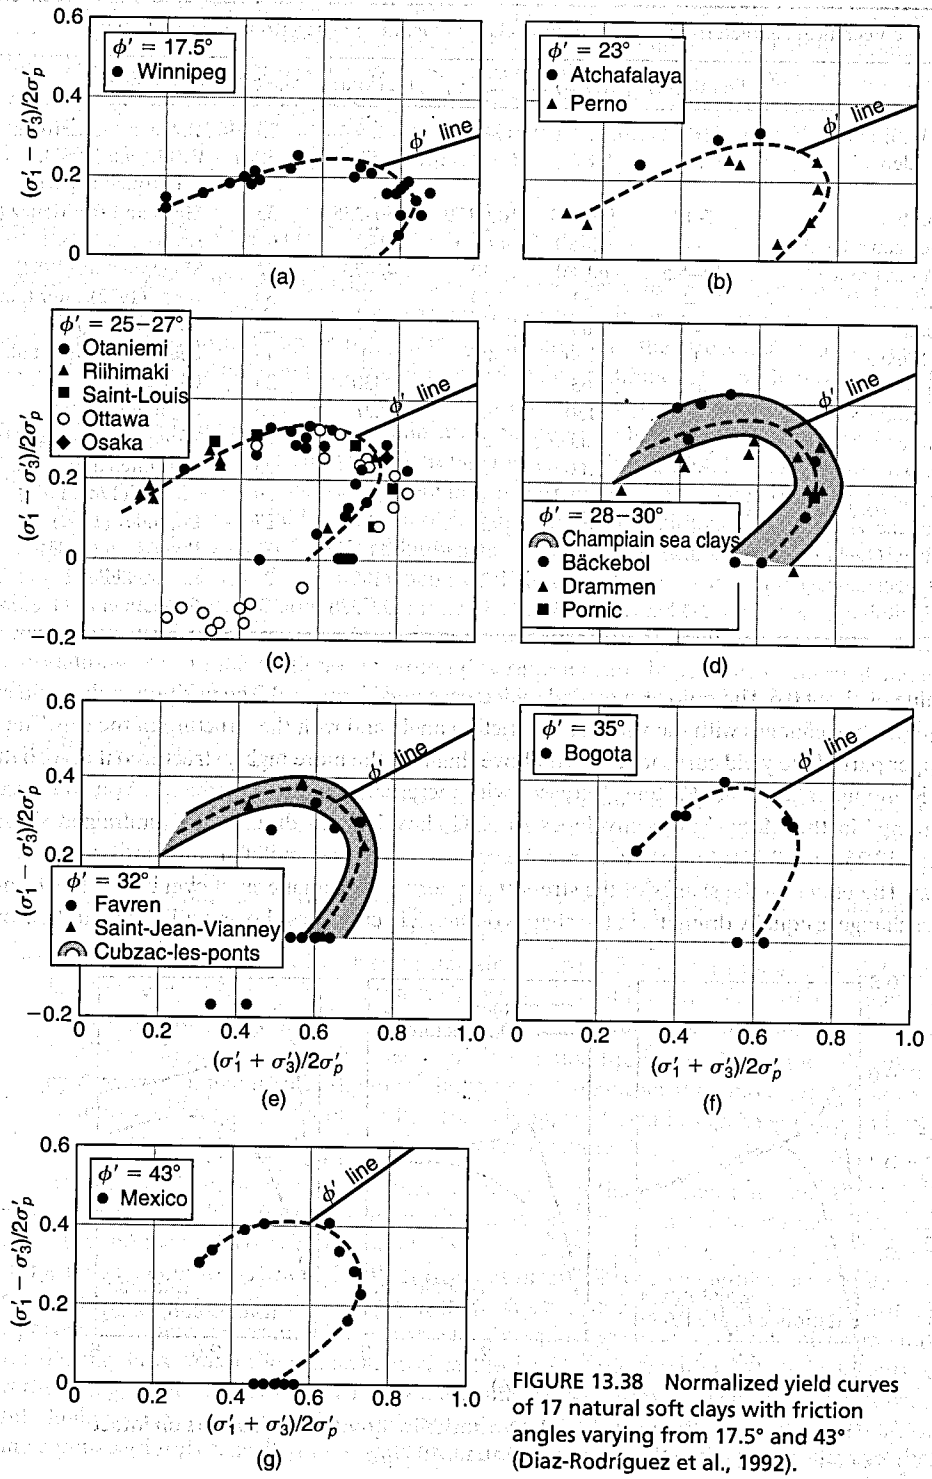 0.6
0.4
0.2
0
(σ′₁ − σ′₃)/2σ′ₚ
ϕ′ = 17.5°
● Winnipeg
ϕ′ line
(a)
ϕ′ = 23°
● Atchafalaya
▲ Perno
ϕ′ line
(b)
ϕ′ = 25–27°
● Otaniemi
▲ Riihimaki
■ Saint-Louis
○ Ottawa
◆ Osaka
ϕ′ line
(σ′₁ − σ′₃)/2σ′ₚ
0.2
0
−0.2
(c)
ϕ′ line
ϕ′ = 28–30°
Champlain sea clays
● Bäckebol
▲ Drammen
■ Pornic
(d)
0.6
0.4
0.2
−0.2
(σ′₁ − σ′₃)/2σ′ₚ
ϕ′ line
ϕ′ = 32°
● Favren
▲ Saint-Jean-Vianney
Cubzac-les-ponts
0 0.2 0.4 0.6 0.8 1.0
(σ′₁ + σ′₃)/2σ′ₚ
(e)
ϕ′ = 35°
● Bogota
ϕ′ line
0 0.2 0.4 0.6 0.8 1.0
(σ′₁ + σ′₃)/2σ′ₚ
(f)
0.6
0.4
0.2
0
(σ′₁ − σ′₃)/2σ′ₚ
ϕ′ = 43°
● Mexico
ϕ′ line
0 0.2 0.4 0.6 0.8 1.0
(σ′₁ + σ′₃)/2σ′ₚ
(g)
FIGURE 13.38 Normalized yield curves
of 17 natural soft clays with friction
angles varying from 17.5° and 43°
(Diaz-Rodríguez et al., 1992).